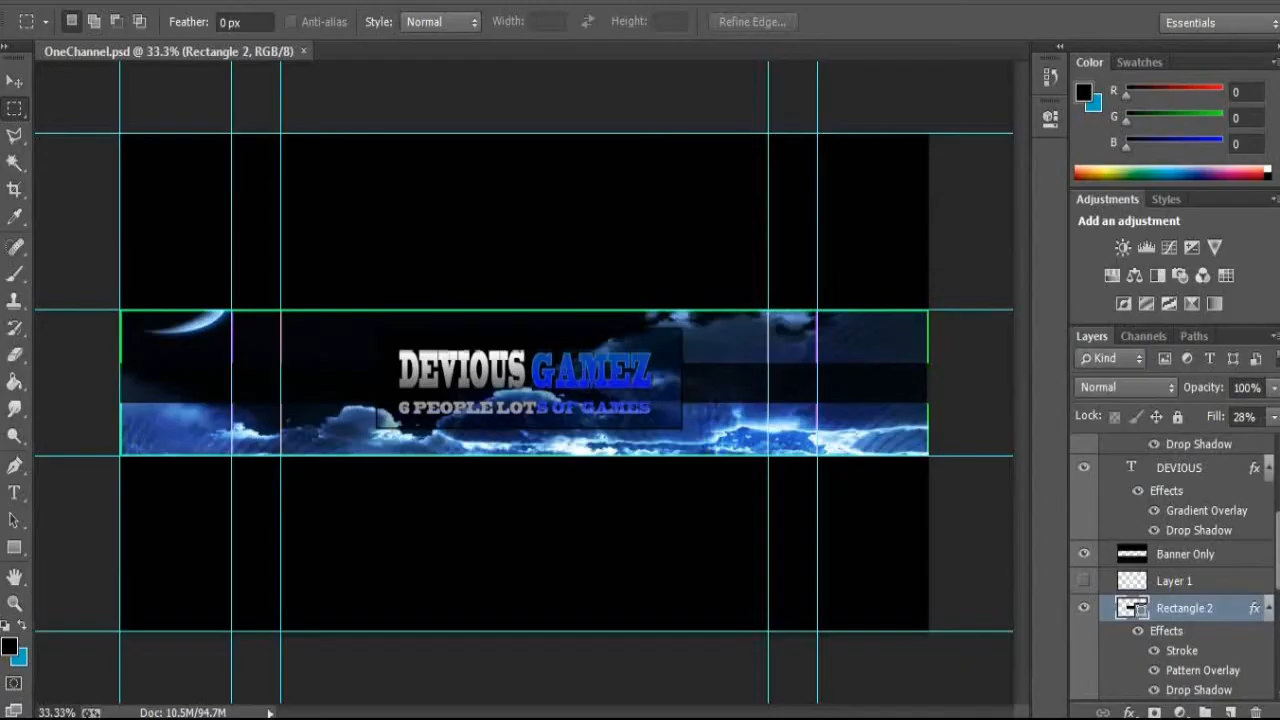 Feather: 0 px Anti-alias Style: Normal Width: Height: Refine Edge... Essentials
OneChannel.psd @ 33.3% (Rectangle 2, RGB/8) ×
Color Swatches
R 0
G 0
B 0
Adjustments Styles
Add an adjustment
Layers Channels Paths
Kind
Normal Opacity: 100%
Lock: Fill: 28%
Drop Shadow
T DEVIOUS fx
Effects
Gradient Overlay
Drop Shadow
Banner Only
Layer 1
Rectangle 2 fx
Effects
Stroke
Pattern Overlay
Drop Shadow
DEVIOUS GAMEZ
6 PEOPLE LOTS OF GAMES
33.33% Doc: 10.5M/94.7M